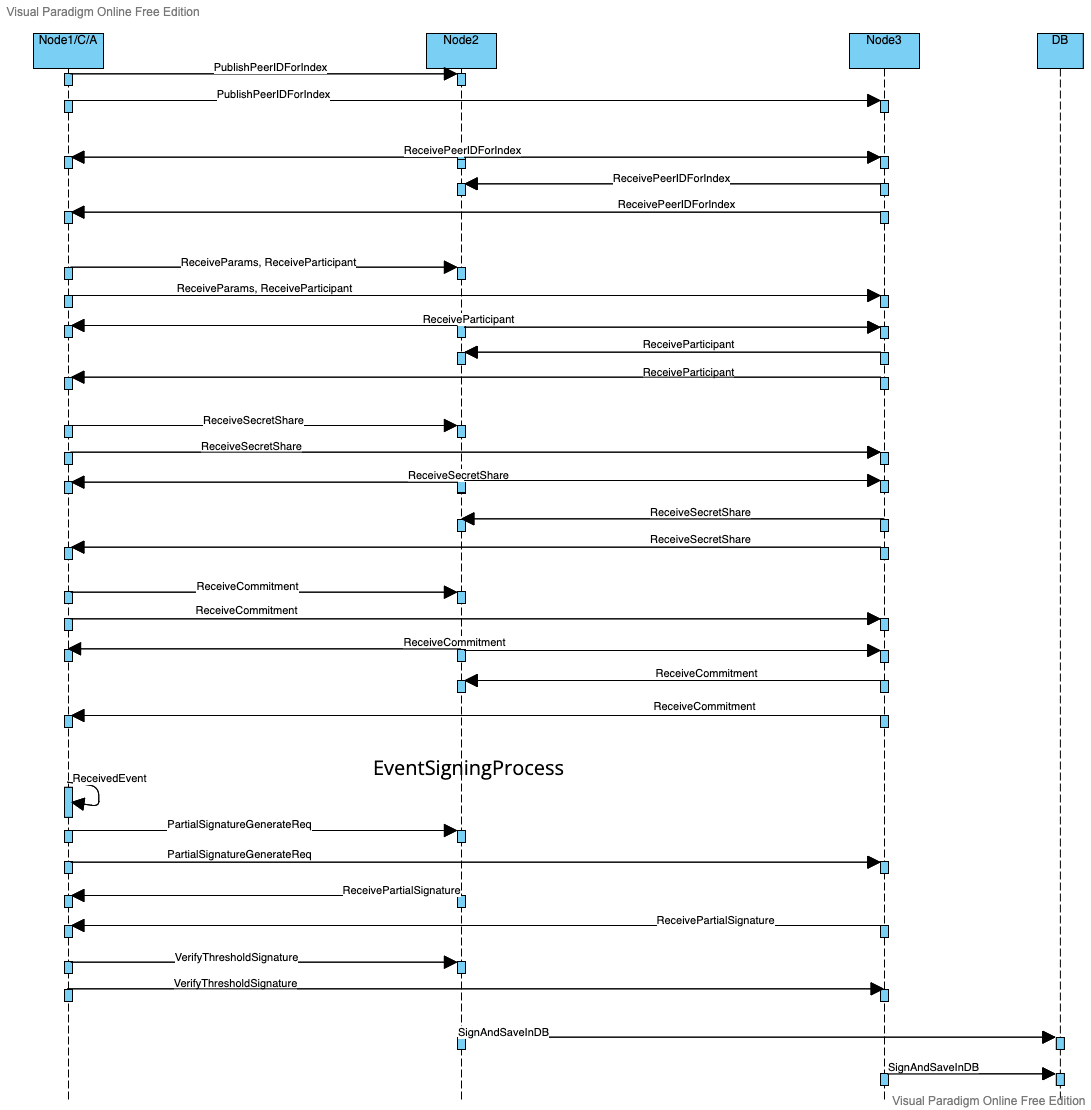 Visual Paradigm Online Free Edition
Node1/C/A
Node2
Node3
DB
PublishPeerIDForIndex
PublishPeerIDForIndex
ReceivePeerIDForIndex
ReceivePeerIDForIndex
ReceivePeerIDForIndex
ReceiveParams, ReceiveParticipant
ReceiveParams, ReceiveParticipant
ReceiveParticipant
ReceiveParticipant
ReceiveParticipant
ReceiveSecretShare
ReceiveSecretShare
ReceiveSecretShare
ReceiveSecretShare
ReceiveSecretShare
ReceiveCommitment
ReceiveCommitment
ReceiveCommitment
ReceiveCommitment
ReceiveCommitment
EventSigningProcess
ReceivedEvent
PartialSignatureGenerateReq
PartialSignatureGenerateReq
ReceivePartialSignature
ReceivePartialSignature
VerifyThresholdSignature
VerifyThresholdSignature
SignAndSaveInDB
SignAndSaveInDB
Visual Paradigm Online Free Edition